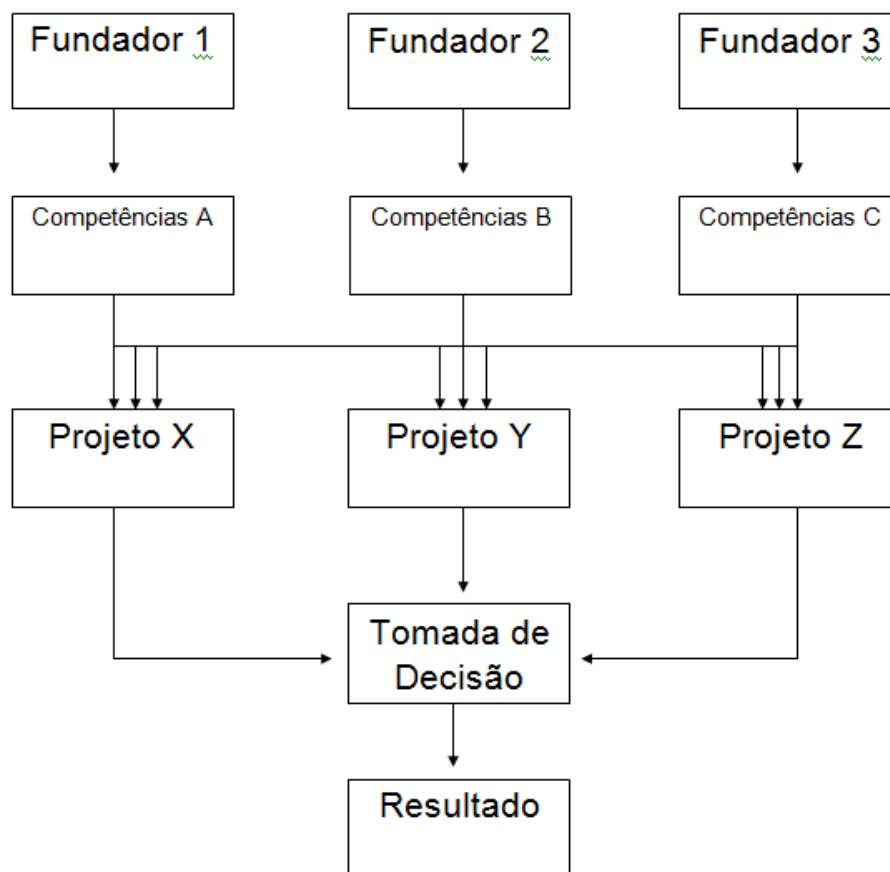 Fundador 1
Fundador 2
Fundador 3
Competências A
Competências B
Competências C
Projeto X
Projeto Y
Projeto Z
Tomada de
Decisão
Resultado